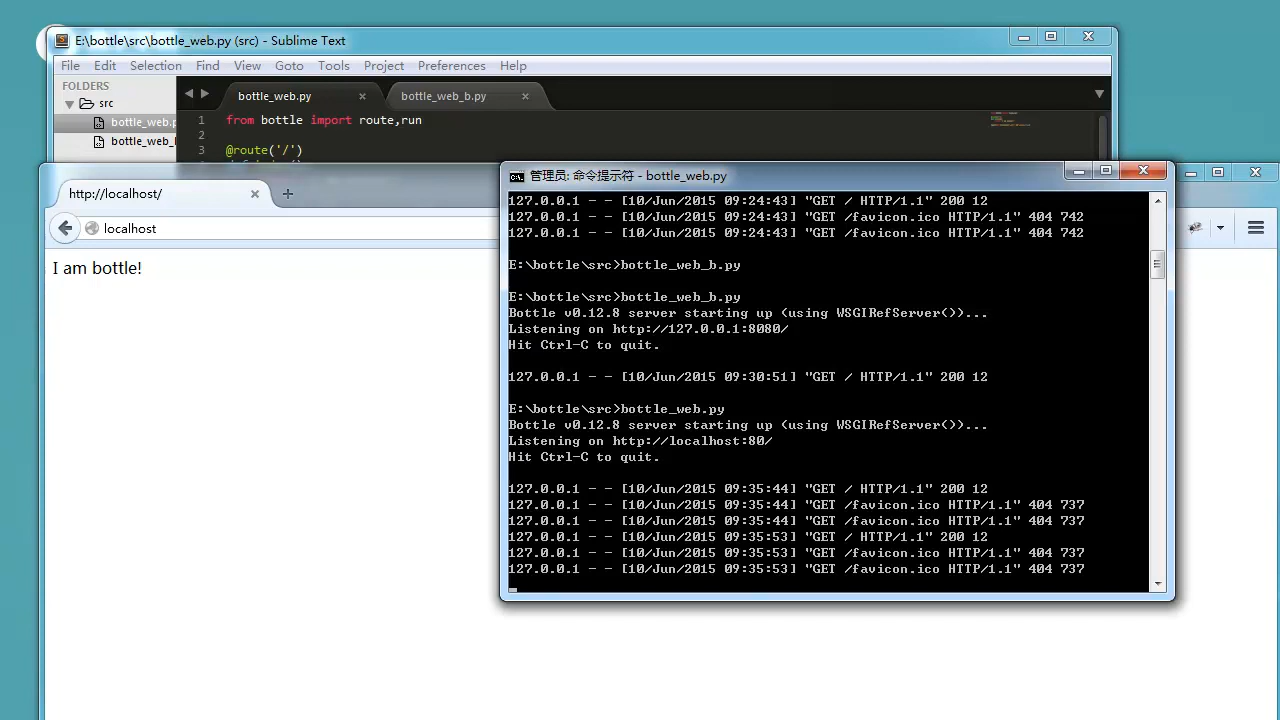 E:\bottle\src\bottle_web.py (src) - Sublime Text
File Edit Selection Find View Goto Tools Project Preferences Help
FOLDERS
src
bottle_web.p
bottle_web_
bottle_web.py
bottle_web_b.py
1 from bottle import route,run
2
3 @route('/')
http://localhost/
localhost
I am bottle!
管理员: 命令提示符 - bottle_web.py
127.0.0.1 - - [10/Jun/2015 09:24:43] "GET / HTTP/1.1" 200 12
127.0.0.1 - - [10/Jun/2015 09:24:43] "GET /favicon.ico HTTP/1.1" 404 742
127.0.0.1 - - [10/Jun/2015 09:24:43] "GET /favicon.ico HTTP/1.1" 404 742
E:\bottle\src>bottle_web_b.py
E:\bottle\src>bottle_web_b.py
Bottle v0.12.8 server starting up (using WSGIRefServer())...
Listening on http://127.0.0.1:8080/
Hit Ctrl-C to quit.
127.0.0.1 - - [10/Jun/2015 09:30:51] "GET / HTTP/1.1" 200 12
E:\bottle\src>bottle_web.py
Bottle v0.12.8 server starting up (using WSGIRefServer())...
Listening on http://localhost:80/
Hit Ctrl-C to quit.
127.0.0.1 - - [10/Jun/2015 09:35:44] "GET / HTTP/1.1" 200 12
127.0.0.1 - - [10/Jun/2015 09:35:44] "GET /favicon.ico HTTP/1.1" 404 737
127.0.0.1 - - [10/Jun/2015 09:35:44] "GET /favicon.ico HTTP/1.1" 404 737
127.0.0.1 - - [10/Jun/2015 09:35:53] "GET / HTTP/1.1" 200 12
127.0.0.1 - - [10/Jun/2015 09:35:53] "GET /favicon.ico HTTP/1.1" 404 737
127.0.0.1 - - [10/Jun/2015 09:35:53] "GET /favicon.ico HTTP/1.1" 404 737